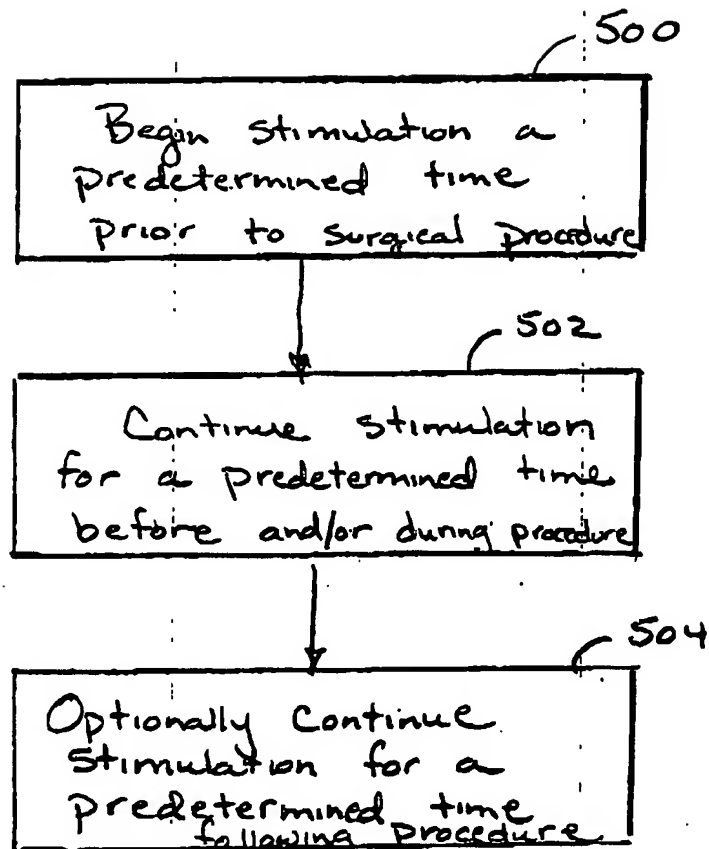 500
Begin stimulation a
predetermined time
prior to surgical procedure
502
Continue stimulation
for a predetermined time
before and/or during procedure
504
Optionally continue
stimulation for a
predetermined time
following procedure